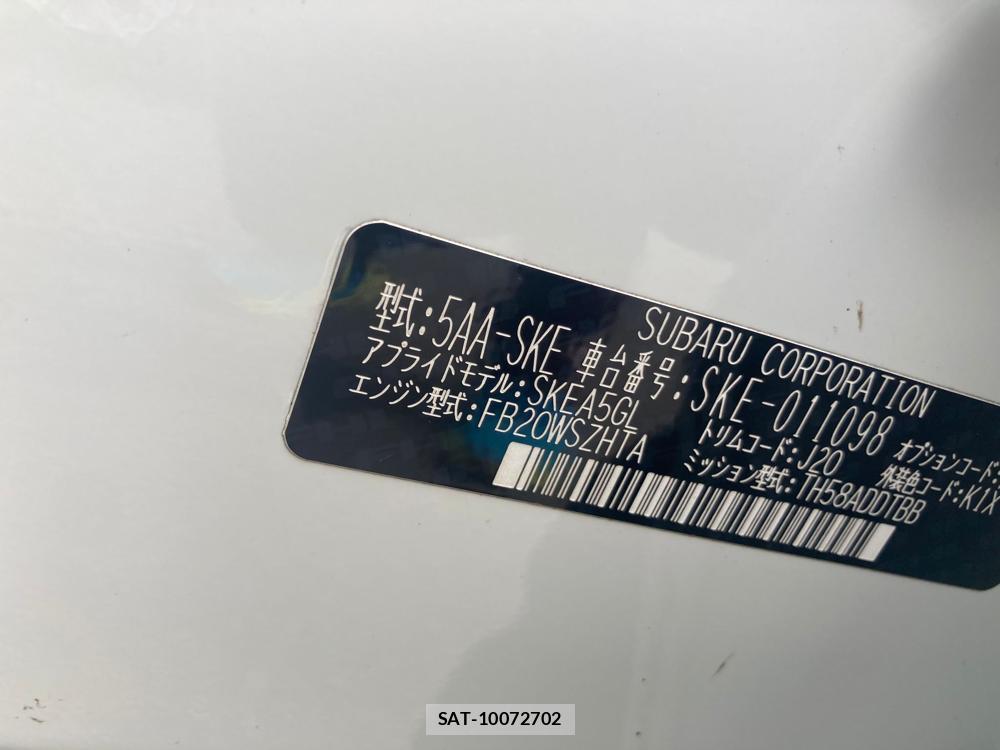 SUBARU CORPORATION
型式:5AA-SKE 車台番号:SKE-011098
アプライドモデル:SKEA5GL トリムコード:J20 オプションコード:
エンジン型式:FB20WSZHTA ミッション型式:TH58ADDTBB 外装色コード:K1X
SAT-10072702